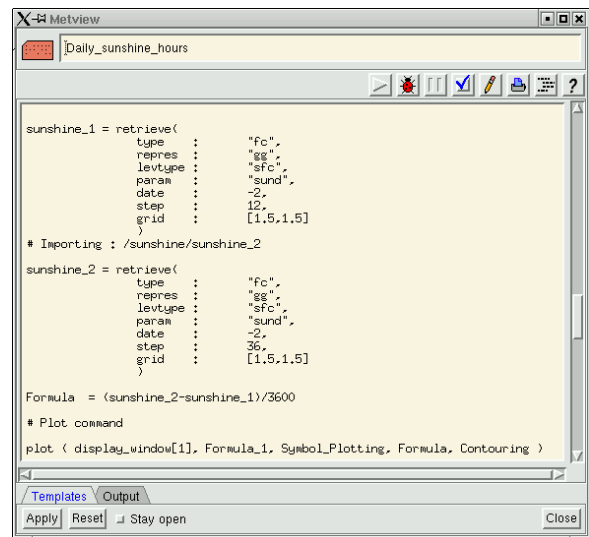 Metview
Daily_sunshine_hours
?
sunshine_1 = retrieve(
type : "fc",
repres : "gg",
levtype : "sfc",
param : "sund",
date : -2,
step : 12,
grid : [1.5,1.5]
)
# Importing : /sunshine/sunshine_2
sunshine_2 = retrieve(
type : "fc",
repres : "gg",
levtype : "sfc",
param : "sund",
date : -2,
step : 36,
grid : [1.5,1.5]
)
Formula = (sunshine_2-sunshine_1)/3600
# Plot command
plot ( display_window[1], Formula_1, Symbol_Plotting, Formula, Contouring )
Templates Output
Apply Reset Stay open Close